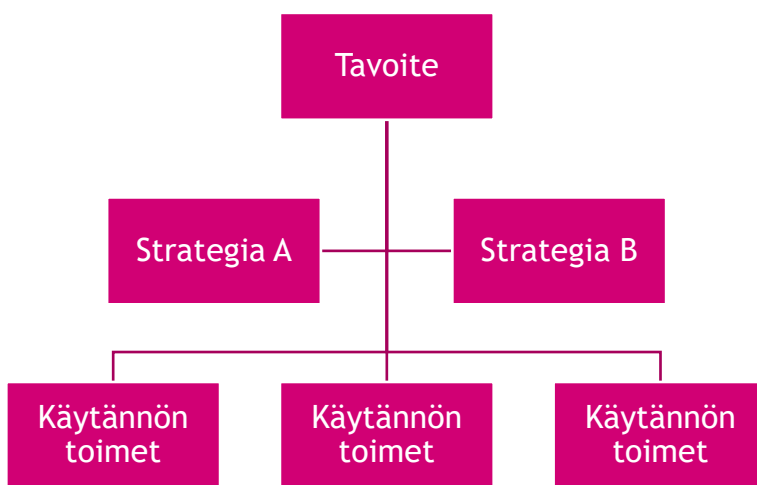 Tavoite
Strategia A
Strategia B
Käytännön
toimet
Käytännön
toimet
Käytännön
toimet